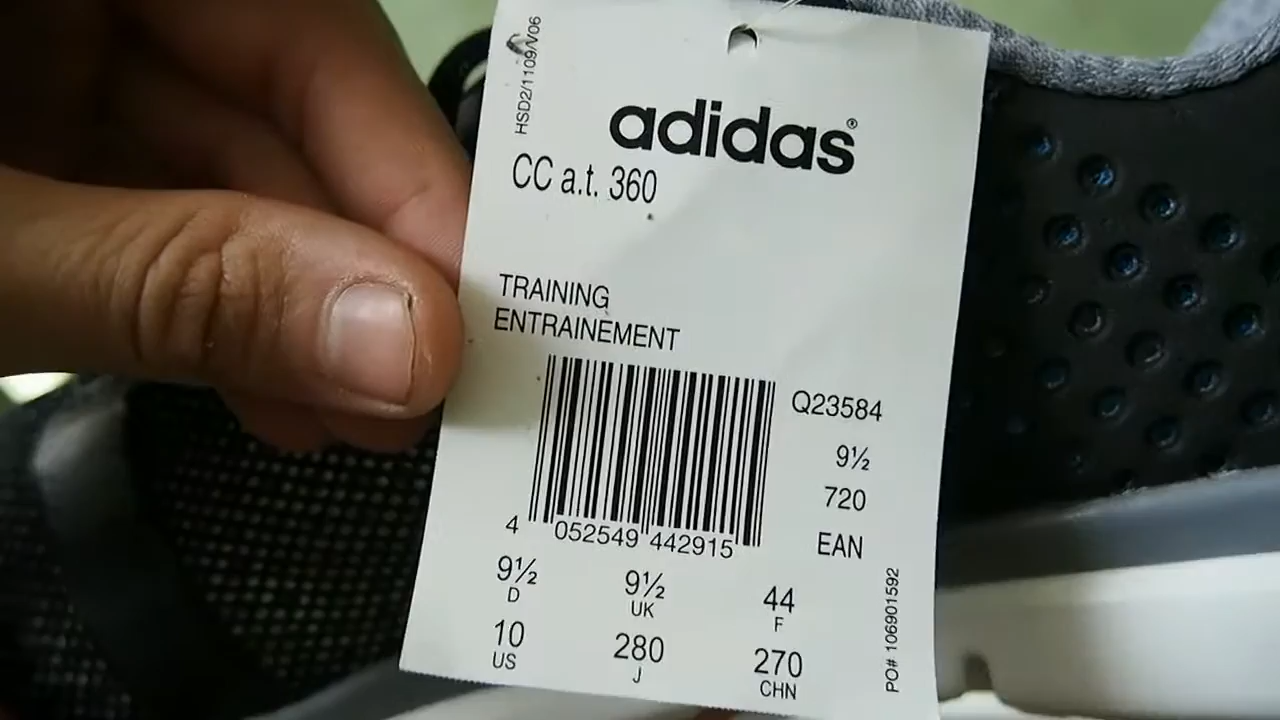 HSD2/1109/V06
adidas®
CC a.t. 360
TRAINING
ENTRAINEMENT
Q23584
9½
720
EAN
4 052549 442915
9½ D 9½ UK 44 F
10 US 280 J 270 CHN
PO# 106901592